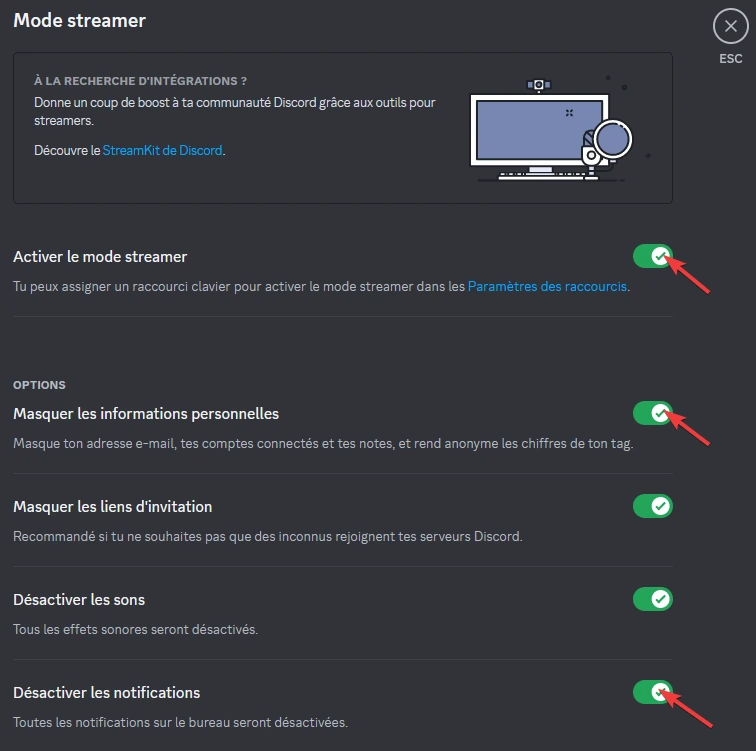 Mode streamer
ESC
À LA RECHERCHE D'INTÉGRATIONS ?
Donne un coup de boost à ta communauté Discord grâce aux outils pour
streamers.
Découvre le StreamKit de Discord.
Activer le mode streamer
Tu peux assigner un raccourci clavier pour activer le mode streamer dans les Paramètres des raccourcis.
OPTIONS
Masquer les informations personnelles
Masque ton adresse e-mail, tes comptes connectés et tes notes, et rend anonyme les chiffres de ton tag.
Masquer les liens d'invitation
Recommandé si tu ne souhaites pas que des inconnus rejoignent tes serveurs Discord.
Désactiver les sons
Tous les effets sonores seront désactivés.
Désactiver les notifications
Toutes les notifications sur le bureau seront désactivées.